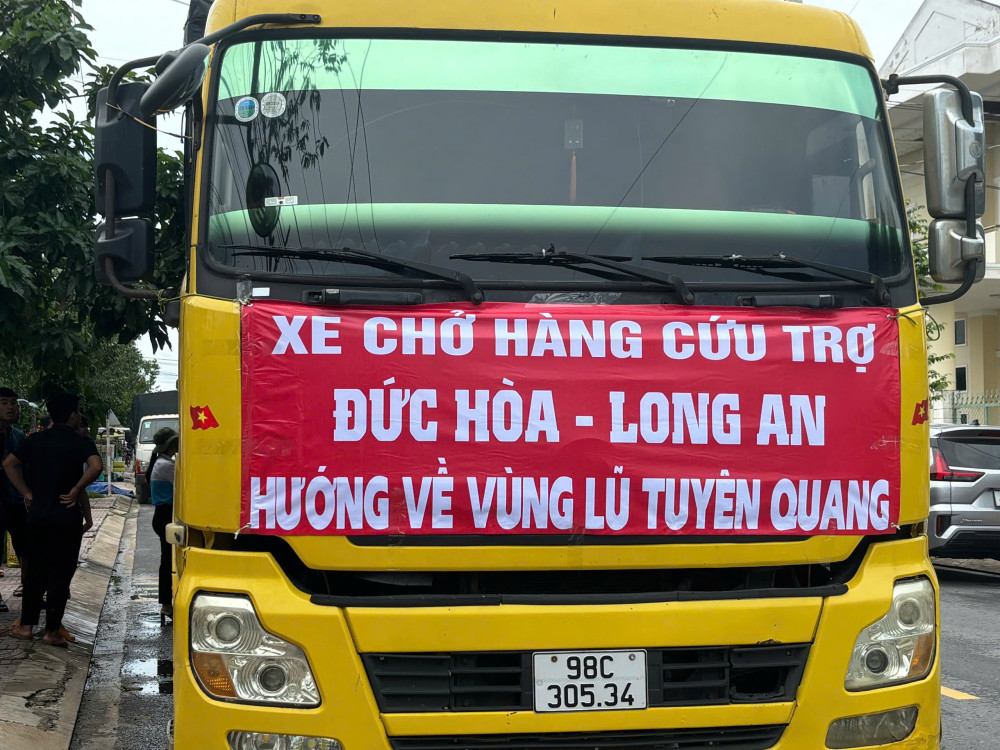 XE CHỞ HÀNG CỨU TRỢ
ĐỨC HÒA - LONG AN
HƯỚNG VỀ VÙNG LŨ TUYÊN QUANG
98C
305.34